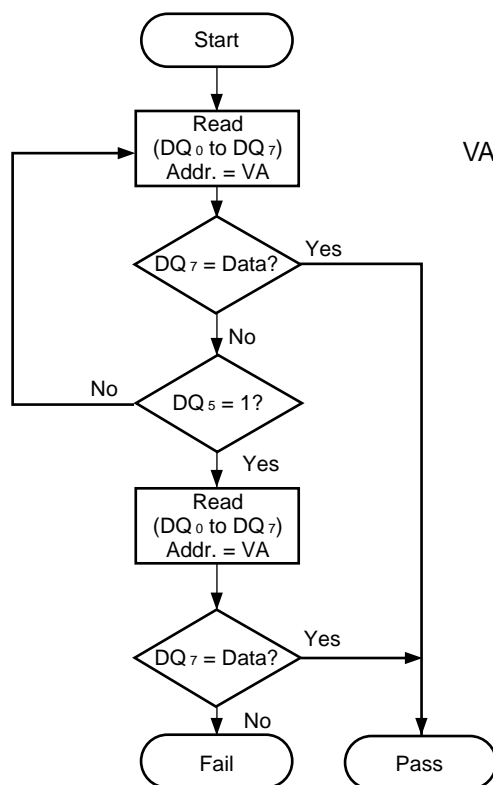 Start
Read
(DQ0 to DQ7)
Addr. = VA
VA
DQ7 = Data?
Yes
No
No
DQ5 = 1?
Yes
Read
(DQ0 to DQ7)
Addr. = VA
DQ7 = Data?
Yes
No
Fail
Pass